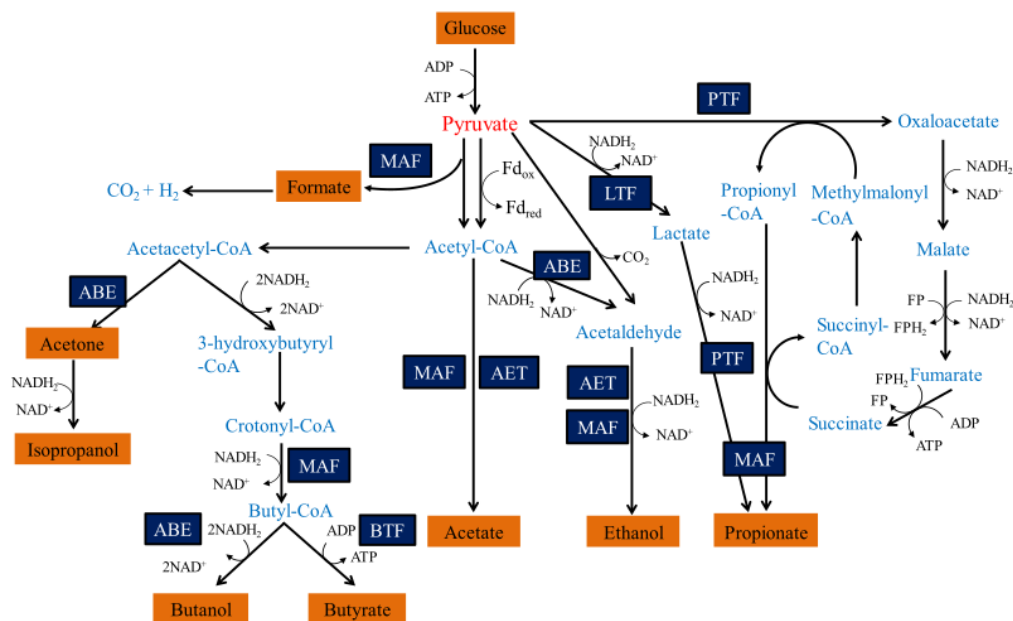 Glucose
ADP
ATP
PTF
Pyruvate
Oxaloacetate
MAF
NADH₂
NAD⁺
NADH₂
NAD⁺
CO₂ + H₂
Formate
Fdox
Fdred
LTF
Propionyl
-CoA
Methylmalonyl
-CoA
Lactate
Acetacetyl-CoA
Acetyl-CoA
ABE
CO₂
NADH₂
NAD⁺
Malate
ABE
2NADH₂
2NAD⁺
NADH₂
NAD⁺
FP
FPH₂
NADH₂
NAD⁺
Acetone
3-hydroxybutyryl
-CoA
Acetaldehyde
Succinyl-
CoA
MAF
AET
PTF
Fumarate
NADH₂
NAD⁺
AET
MAF
NADH₂
NAD⁺
FPH₂
FP
ADP
ATP
Succinate
Isopropanol
Crotonyl-CoA
NADH₂
NAD⁺
MAF
MAF
Butyl-CoA
ABE
2NADH₂
2NAD⁺
ADP
ATP
BTF
Acetate
Ethanol
Propionate
Butanol
Butyrate